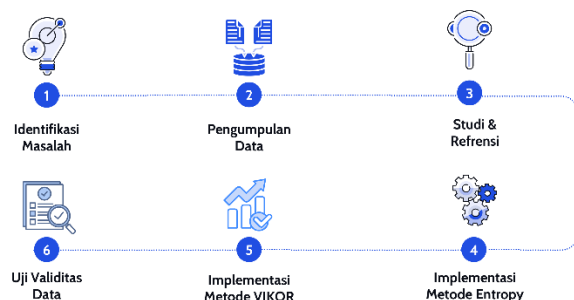 1
Identifikasi
Masalah
2
Pengumpulan
Data
3
Studi &
Refrensi
6
Uji Validitas
Data
5
Implementasi
Metode VIKOR
4
Implementasi
Metode Entropy